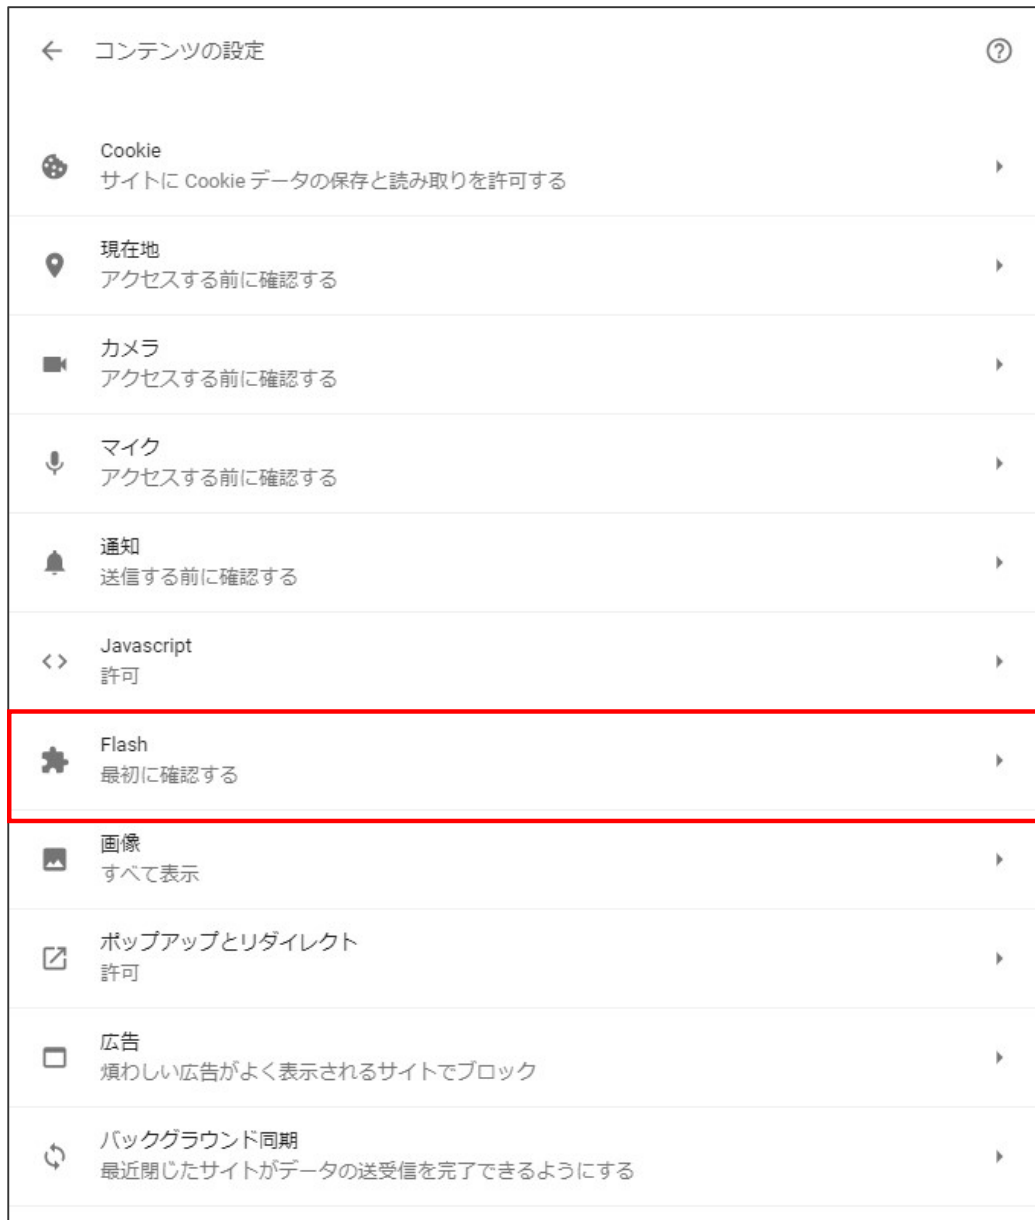 コンテンツの設定
Cookie
サイトに Cookie データの保存と読み取りを許可する
現在地
アクセスする前に確認する
カメラ
アクセスする前に確認する
マイク
アクセスする前に確認する
通知
送信する前に確認する
Javascript
許可
Flash
最初に確認する
画像
すべて表示
ポップアップとリダイレクト
許可
広告
煩わしい広告がよく表示されるサイトでブロック
バックグラウンド同期
最近閉じたサイトがデータの送受信を完了できるようにする